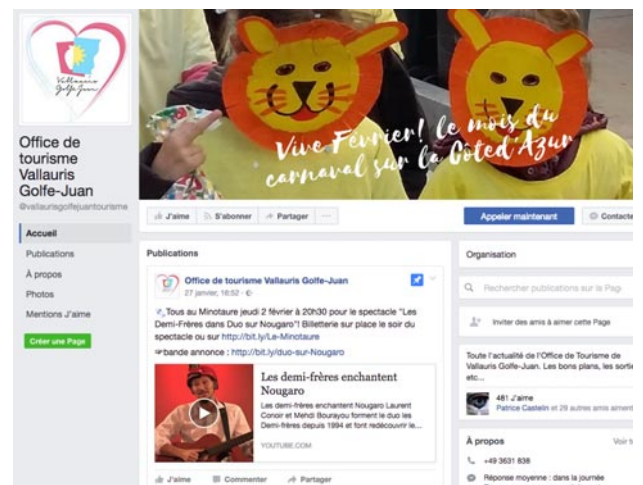 Vallauris
Golfe Juan
Office de
tourisme
Vallauris
Golfe-Juan
@vallaurisgolfejuantourisme
Accueil
Publications
À propos
Photos
Mentions J'aime
Créer une Page
Vive Février! le mois du
carnaval sur la Côted'Azur
J'aime S'abonner Partager ...
Appeler maintenant
Contacte
Publications
Office de tourisme Vallauris Golfe-Juan
27 janvier, 16:52
Tous au Minotaure jeudi 2 février à 20h30 pour le spectacle "Les
Demi-Frères dans Duo sur Nougaro"! Billetterie sur place le soir du
spectacle ou sur http://bit.ly/Le-Minotaure
bande annonce : http://bit.ly/duo-sur-Nougaro
Les demi-frères enchantent
Nougaro
Les demi-frères enchantent Nougaro Laurent
Conoir et Mehdi Bourayou forment le duo les
Demi-frères depuis 1994 et font redécouvrir le...
YOUTUBE.COM
J'aime Commenter Partager
Organisation
Rechercher publications sur la Page
Inviter des amis à aimer cette Page
Toute l'actualité de l'Office de Tourisme de
Vallauris Golfe-Juan. Les bons plans, les sortie
etc...
481 J'aime
Patrice Castelin et 28 autres amis aiment
À propos
Voir to
+49 3631 838
Réponse moyenne : dans la journée